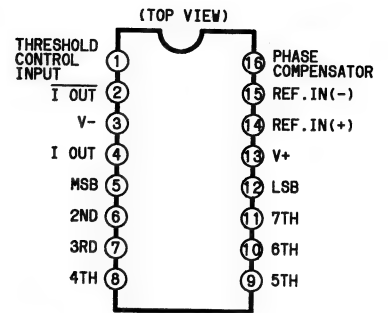 (TOP VIEW)
THRESHOLD
CONTROL
INPUT
1
I OUT
2
V-
3
I OUT
4
MSB
5
2ND
6
3RD
7
4TH
8
16
PHASE
COMPENSATOR
15
REF.IN(-)
14
REF.IN(+)
13
V+
12
LSB
11
7TH
10
6TH
9
5TH